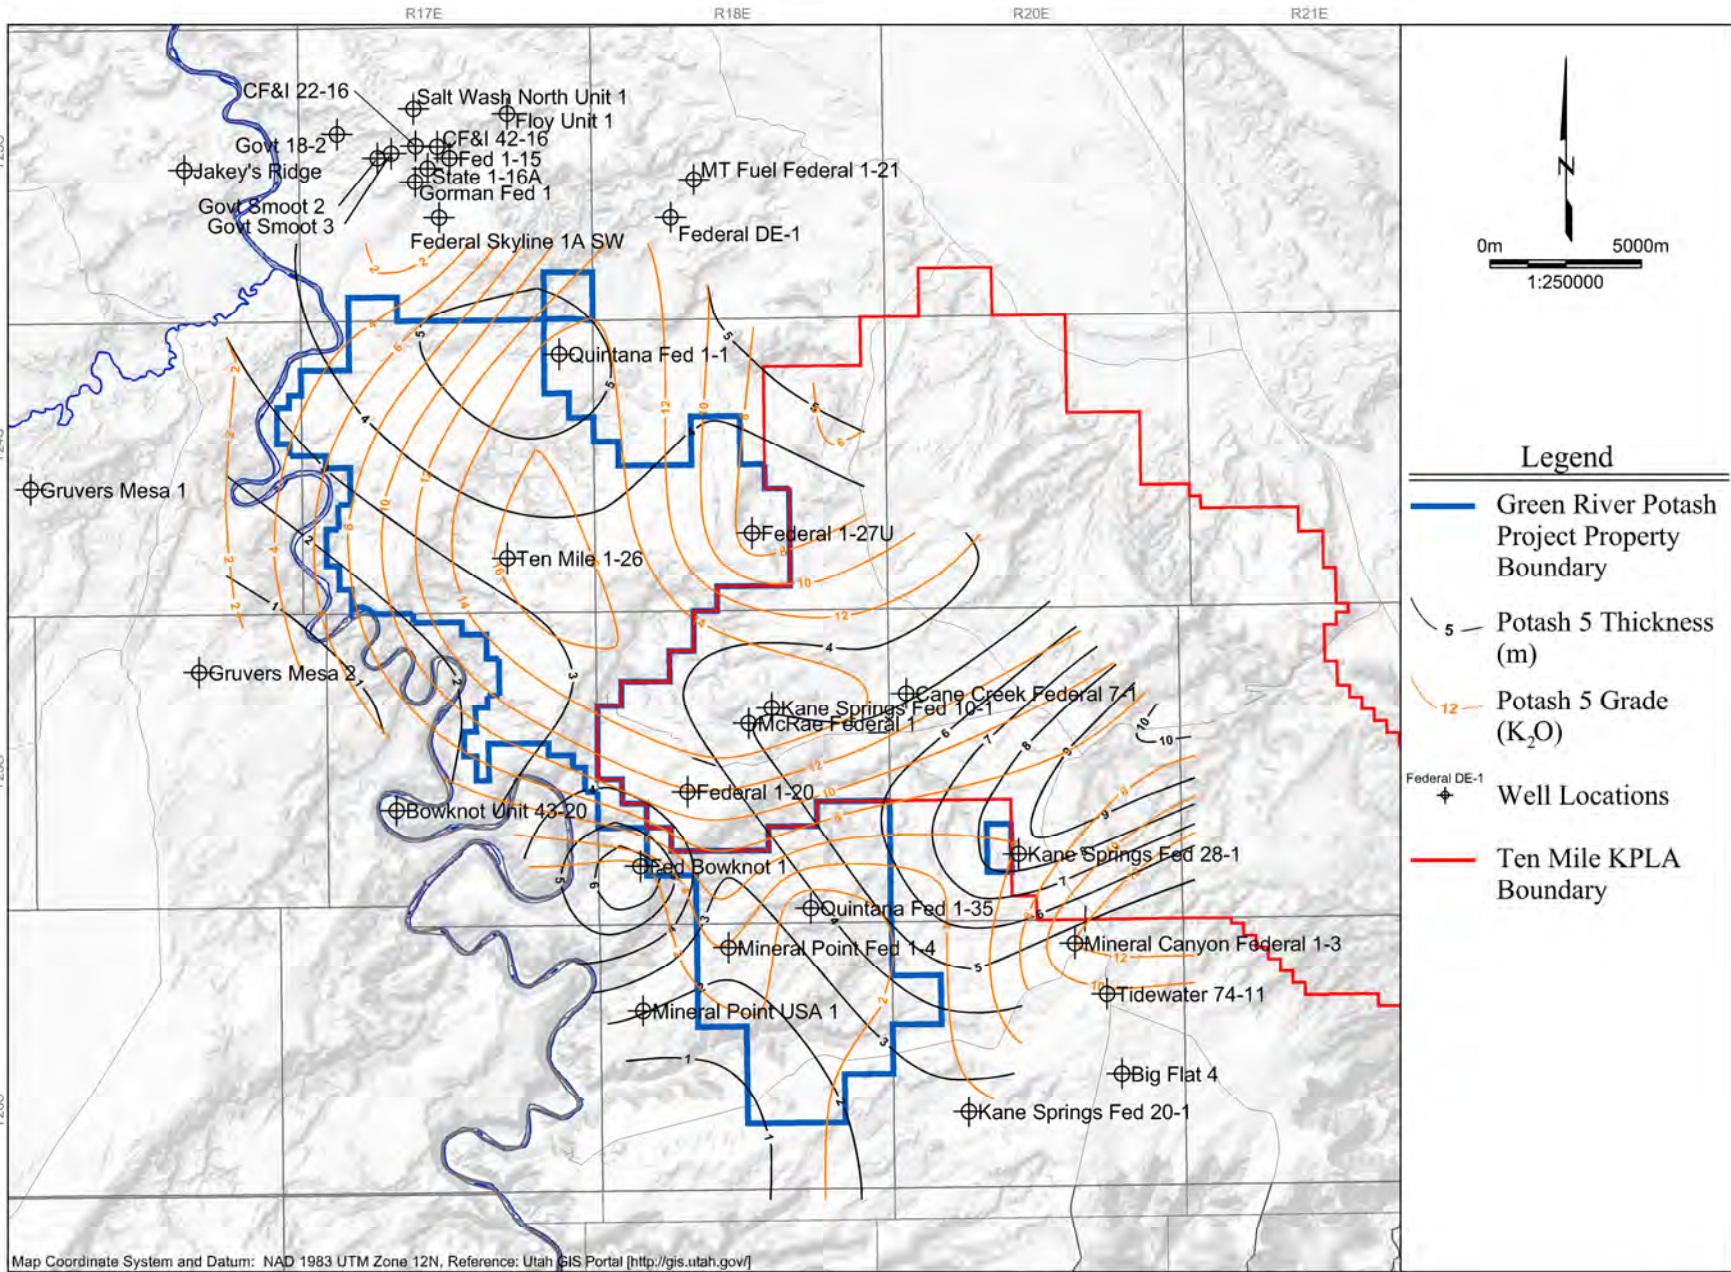 R17E
R18E
R20E
R21E
CF&I 22-16
Salt Wash North Unit 1
Floy Unit 1
Govt 18-2
CF&I 42-16
Fed 1-15
Jakey's Ridge
State 1-16A
Gorman Fed 1
MT Fuel Federal 1-21
Govt Smoot 2
Govt Smoot 3
Federal Skyline 1A SW
Federal DE-1
Quintana Fed 1-1
Gruvers Mesa 1
Federal 1-27U
Ten Mile 1-26
Gruvers Mesa 2
Cane Creek Federal 7-1
Kane Springs Fed 10-1
McRae Federal 1
Federal 1-20
Bowknot Unit 43-20
Kane Springs Fed 28-1
Fed Bowknot 1
Quintana Fed 1-35
Mineral Point Fed 1-4
Mineral Canyon Federal 1-3
Tidewater 74-11
Mineral Point USA 1
Big Flat 4
Kane Springs Fed 20-1
Map Coordinate System and Datum: NAD 1983 UTM Zone 12N, Reference: Utah GIS Portal [http://gis.utah.gov/]
N
0m 5000m
1:250000
Legend
Green River Potash
Project Property
Boundary
5
Potash 5 Thickness
(m)
12
Potash 5 Grade
(K₂O)
Federal DE-1
Well Locations
Ten Mile KPLA
Boundary